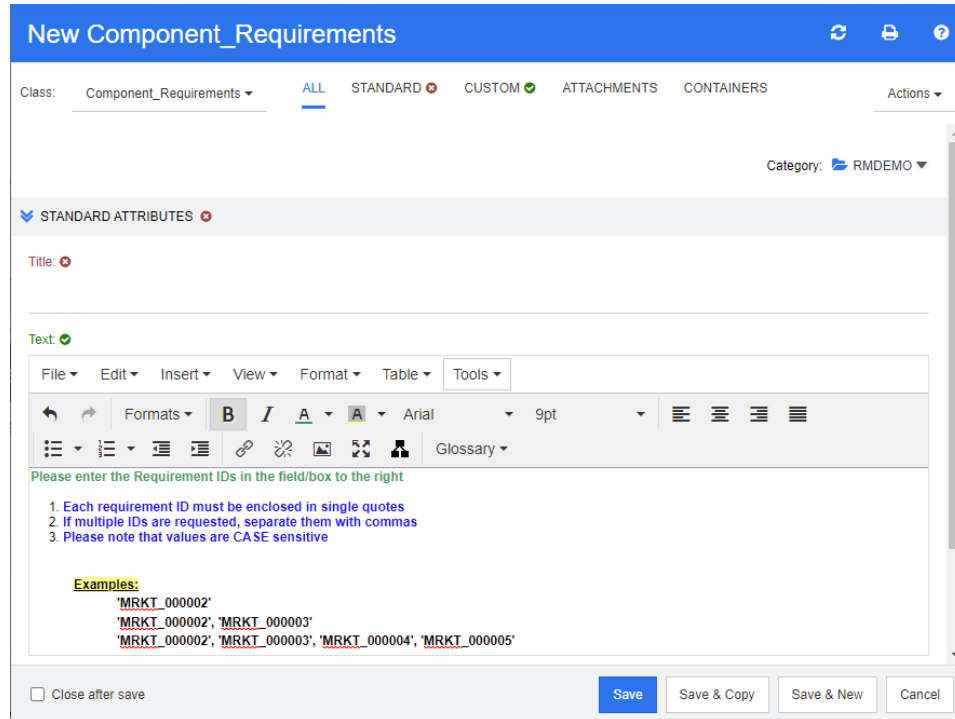 New Component_Requirements
Class: Component_Requirements ALL STANDARD CUSTOM ATTACHMENTS CONTAINERS Actions
Category: RMDEMO
STANDARD ATTRIBUTES
Title:
Text:
File Edit Insert View Format Table Tools
Formats B I A A Arial 9pt
Glossary
Please enter the Requirement IDs in the field/box to the right
1. Each requirement ID must be enclosed in single quotes
2. If multiple IDs are requested, separate them with commas
3. Please note that values are CASE sensitive
Examples:
'MRKT_000002'
'MRKT_000002', 'MRKT_000003'
'MRKT_000002', 'MRKT_000003', 'MRKT_000004', 'MRKT_000005'
Close after save Save Save & Copy Save & New Cancel